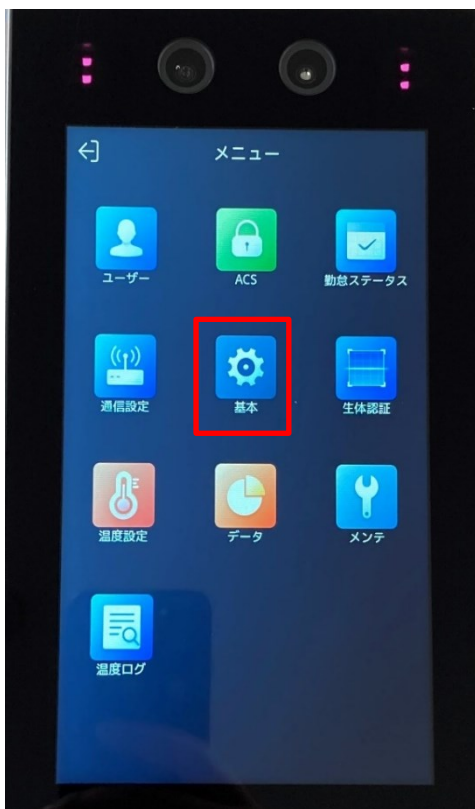 メニュー
ユーザー
ACS
勤怠ステータス
通信設定
基本
生体認証
温度設定
データ
メンテ
温度ログ